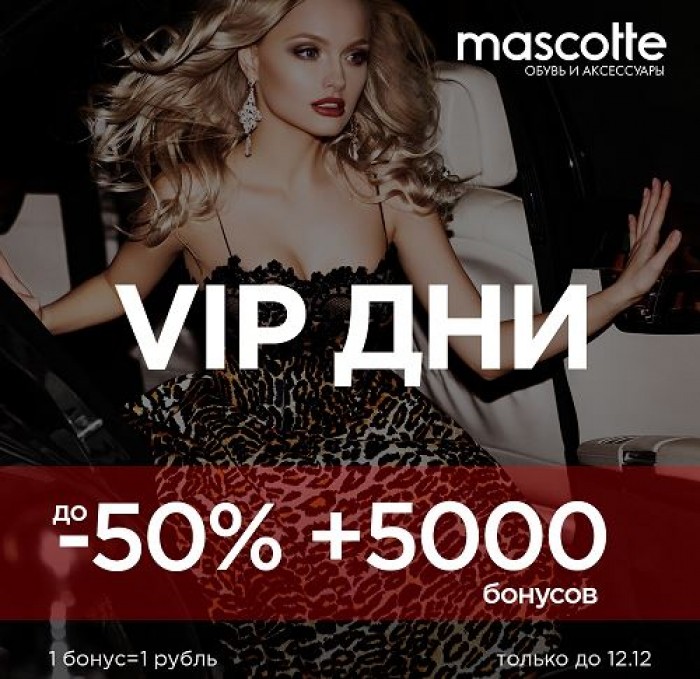 mascotte
ОБУВЬ И АКСЕССУАРЫ
VIP ДНИ
до
-50% +5000
бонусов
1 бонус=1 рубль
только до 12.12